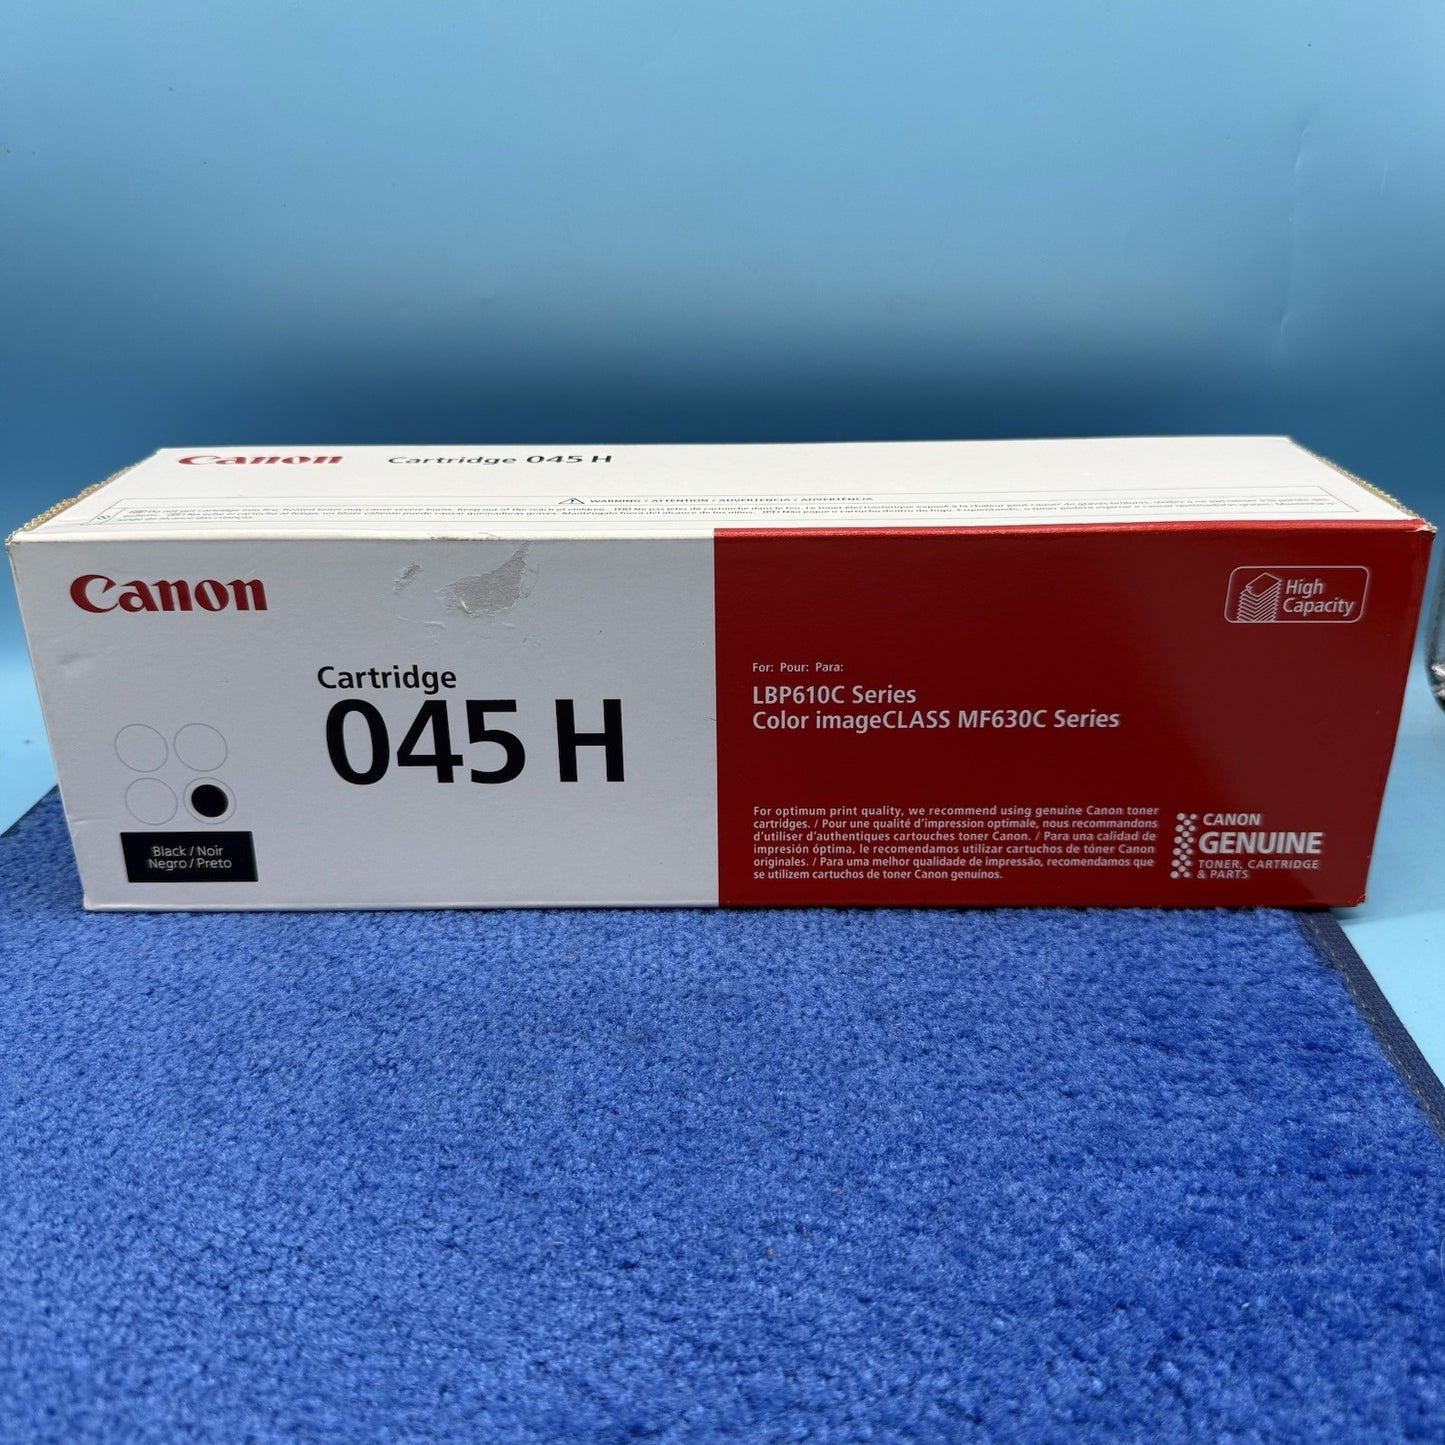 Canon Cartridge 045 H
WARNING / ATTENTION / ADVERTENCIA / ADVERTÊNCIA
Canon
Cartridge
045 H
Black / Noir
Negro / Preto
High
Capacity
For: Pour: Para:
LBP610C Series
Color imageCLASS MF630C Series
For optimum print quality, we recommend using genuine Canon toner
cartridges. / Pour une qualité d'impression optimale, nous recommandons
d'utiliser d'authentiques cartouches toner Canon. / Para una calidad de
impresión óptima, le recomendamos utilizar cartuchos de tóner Canon
originales. / Para uma melhor qualidade de impressão, recomendamos que
se utilizem cartuchos de toner Canon genuínos.
CANON
GENUINE
TONER, CARTRIDGE
& PARTS